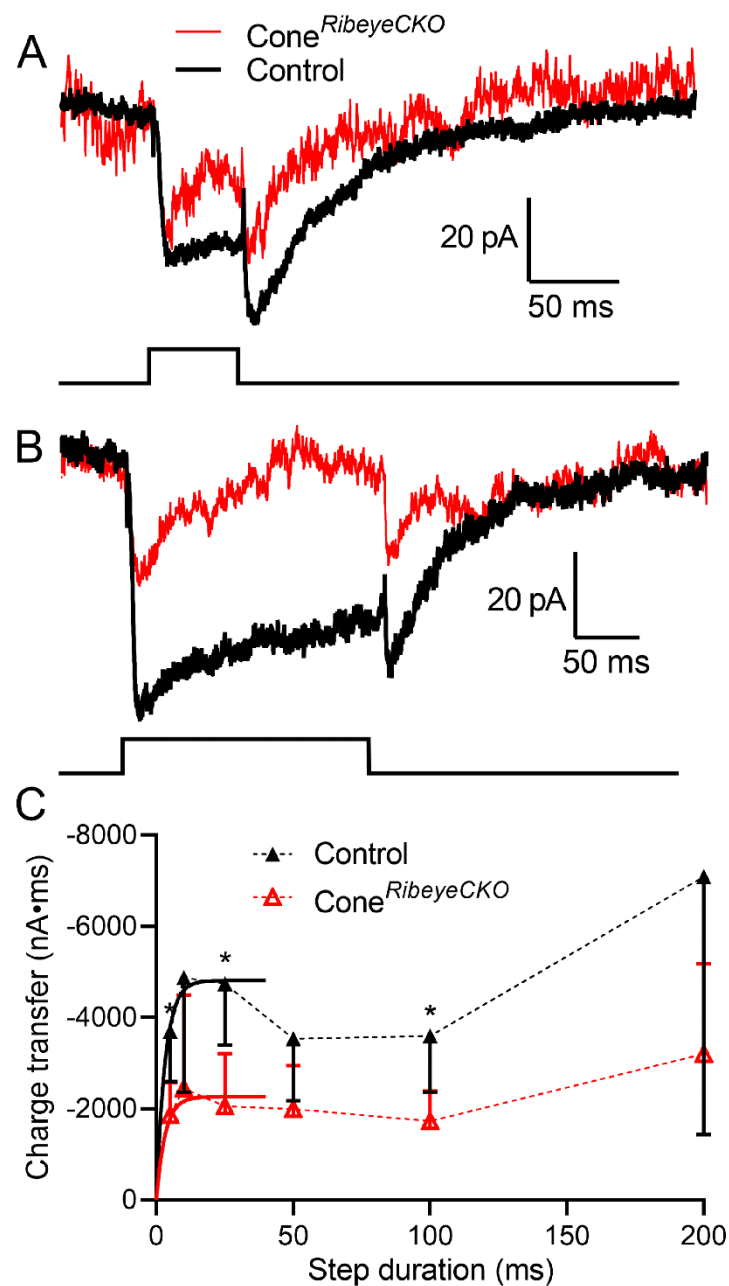 A
Cone^RibeyeCKO
Control
20 pA
50 ms
B
20 pA
50 ms
C
Charge transfer (nA•ms)
-8000
-6000
-4000
-2000
0
Control
Cone^RibeyeCKO
*
*
*
0
50
100
150
200
Step duration (ms)